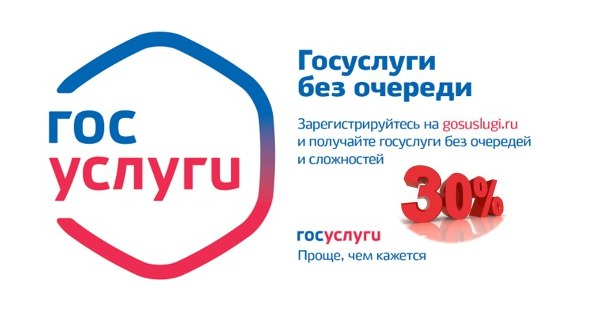 гос
услуги
Госуслуги
без очереди
Зарегистрируйтесь на gosuslugi.ru
и получайте госуслуги без очередей
и сложностей
30%
госуслуги
Проще, чем кажется